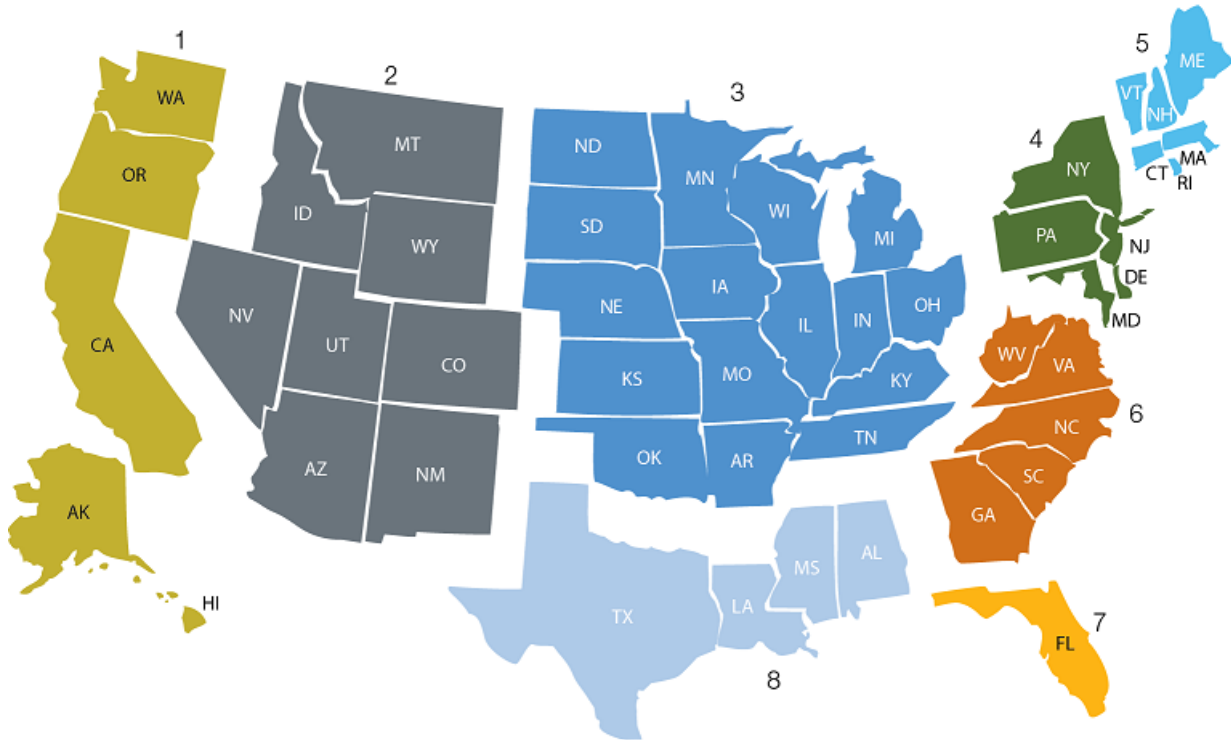 1
WA
OR
CA
AK
HI
2
MT
ID
WY
NV
UT
CO
AZ
NM
3
ND
MN
SD
WI
MI
NE
IA
IL
IN
OH
KS
MO
KY
OK
AR
TN
4
NY
PA
NJ
DE
MD
5
ME
VT
NH
MA
CT
RI
6
WV
VA
NC
SC
GA
7
FL
8
TX
LA
MS
AL